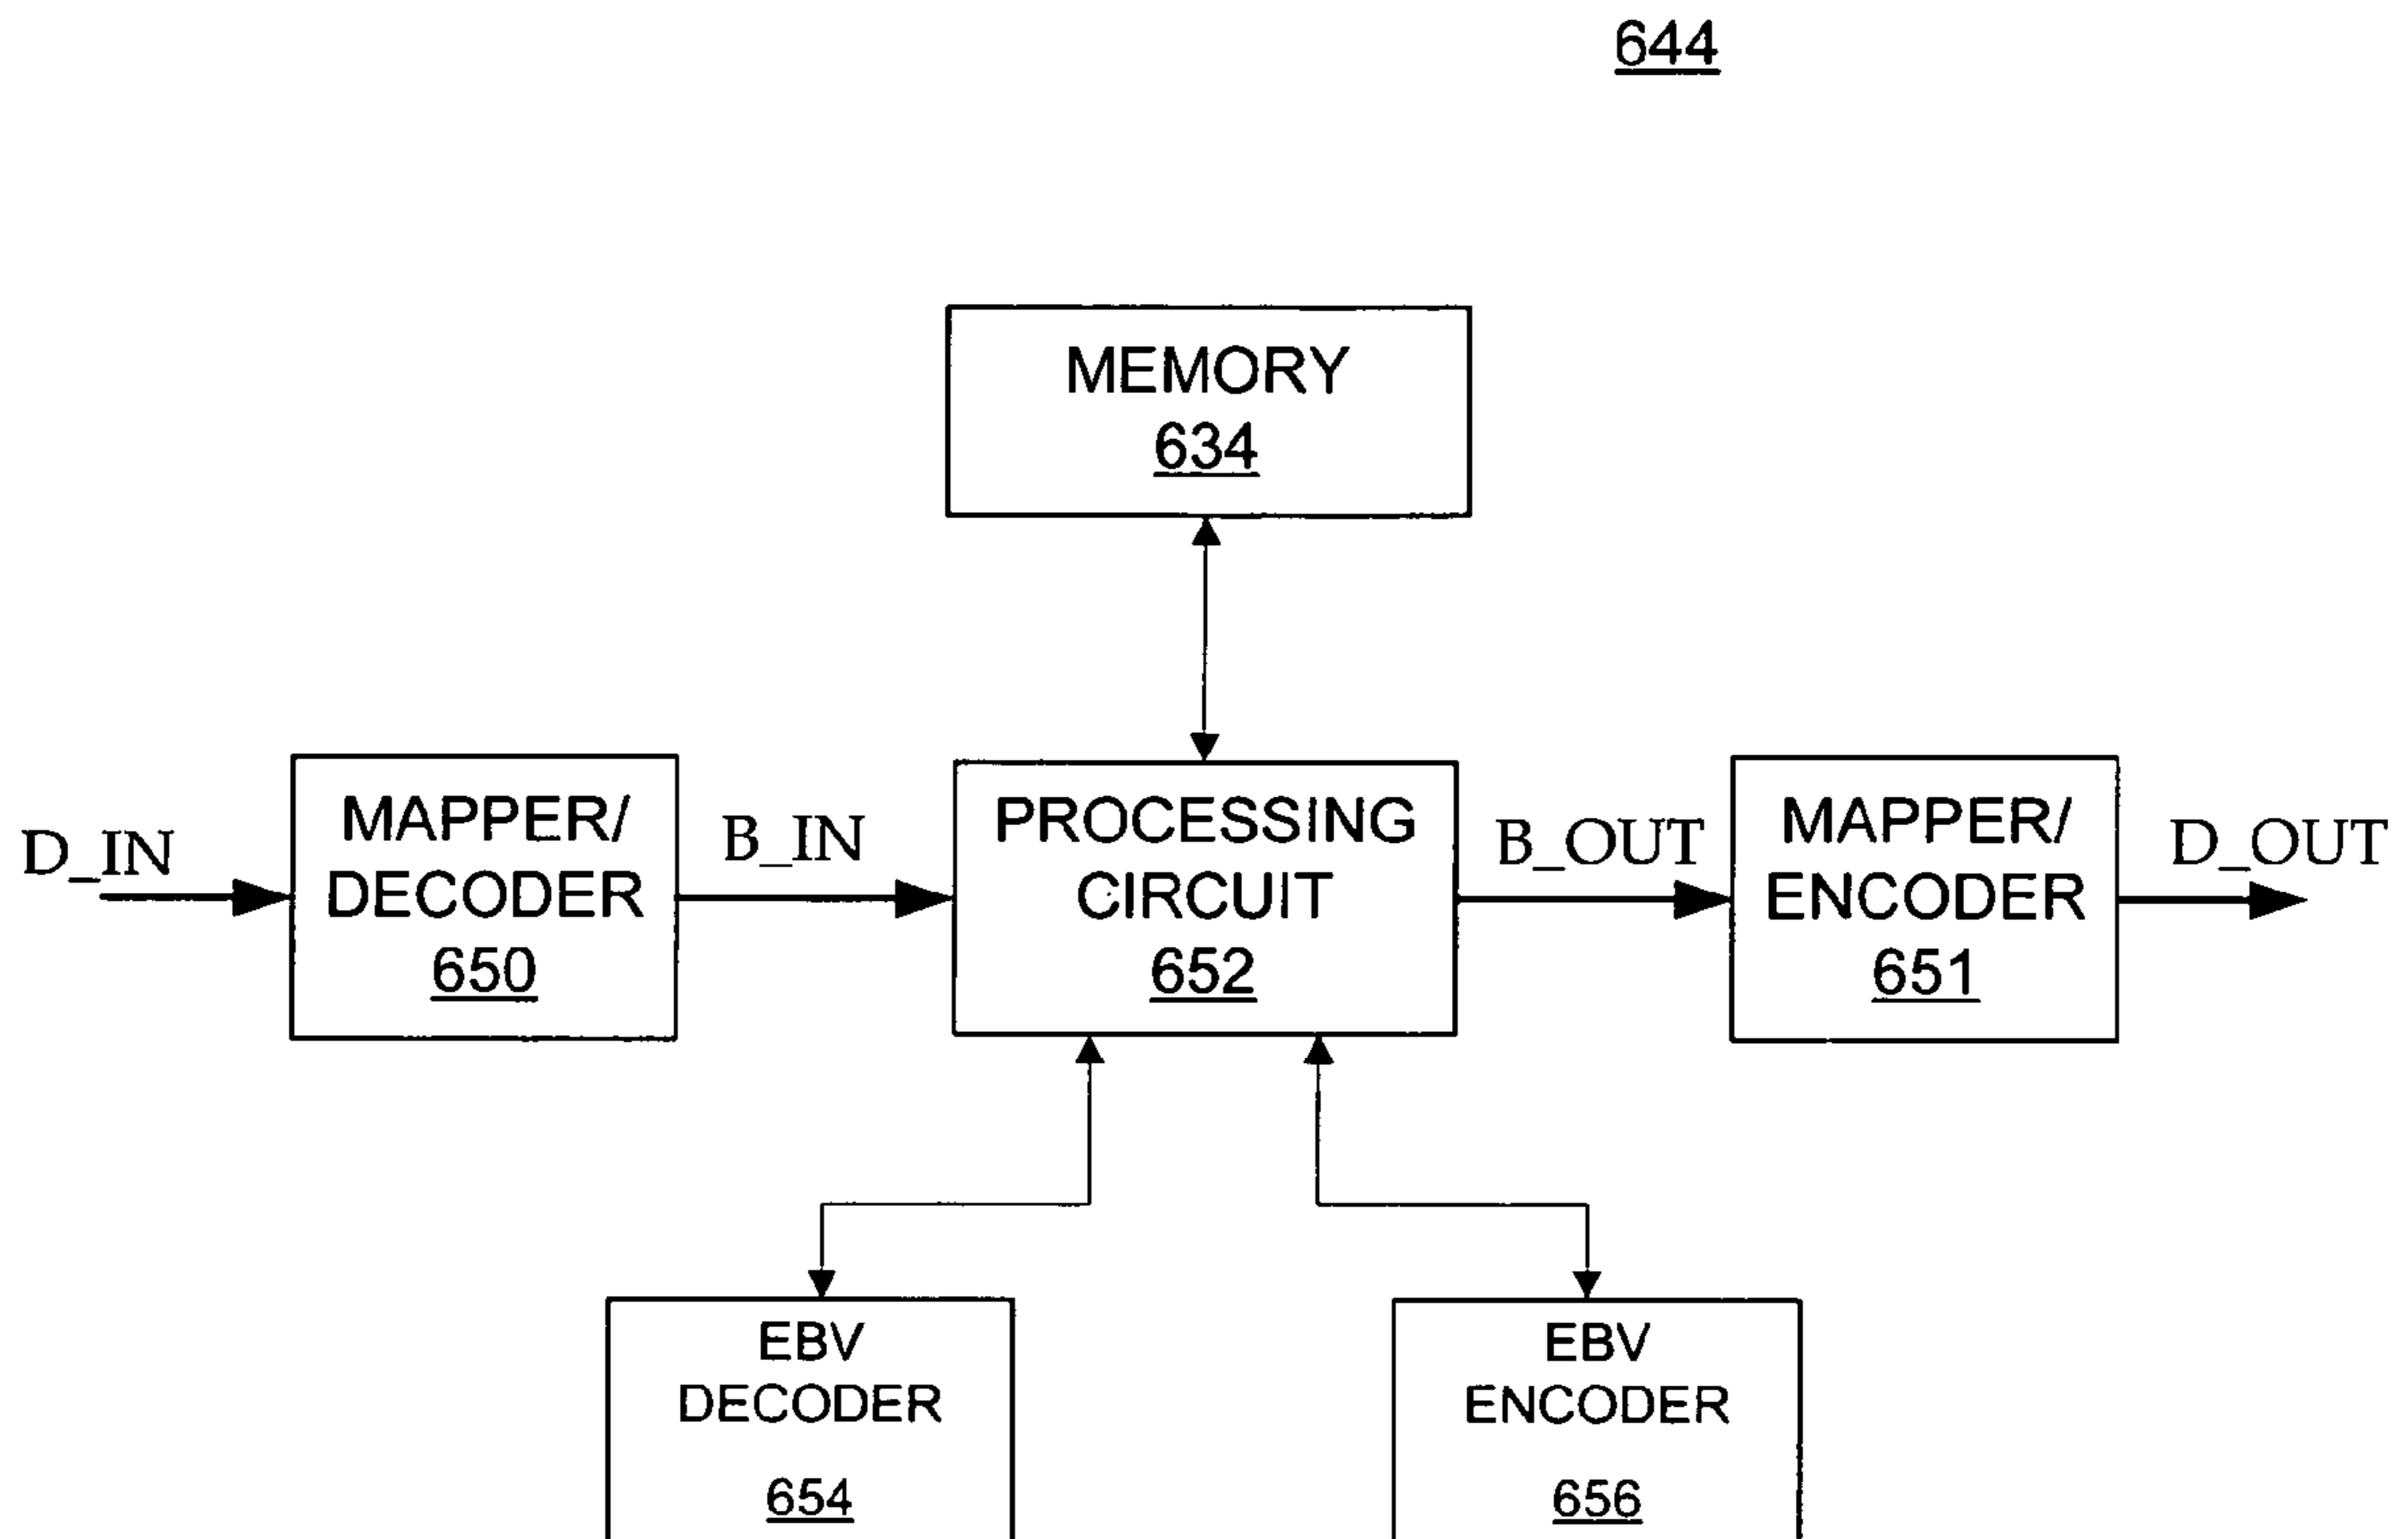 644
MEMORY
634
D_IN
MAPPER/
DECODER
650
B_IN
PROCESSING
CIRCUIT
652
B_OUT
MAPPER/
ENCODER
651
D_OUT
EBV
DECODER
654
EBV
ENCODER
656